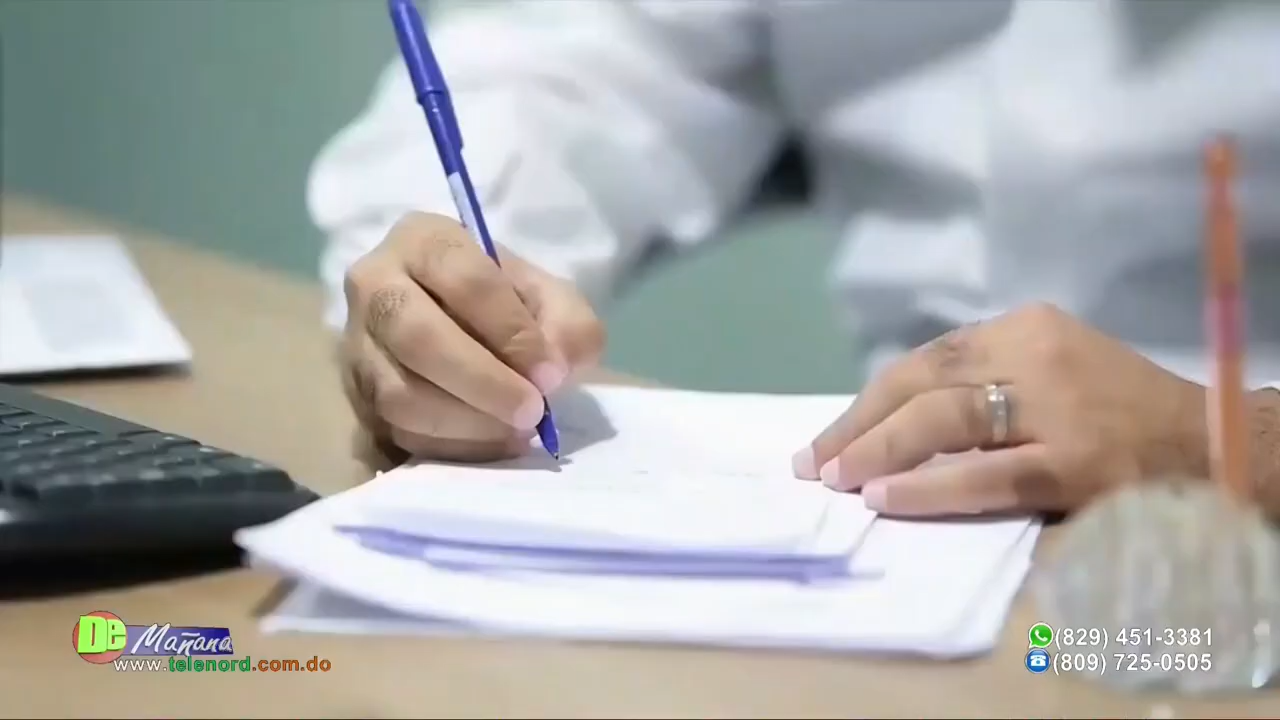 De Mañana
www.telenord.com.do
(829) 451-3381
(809) 725-0505